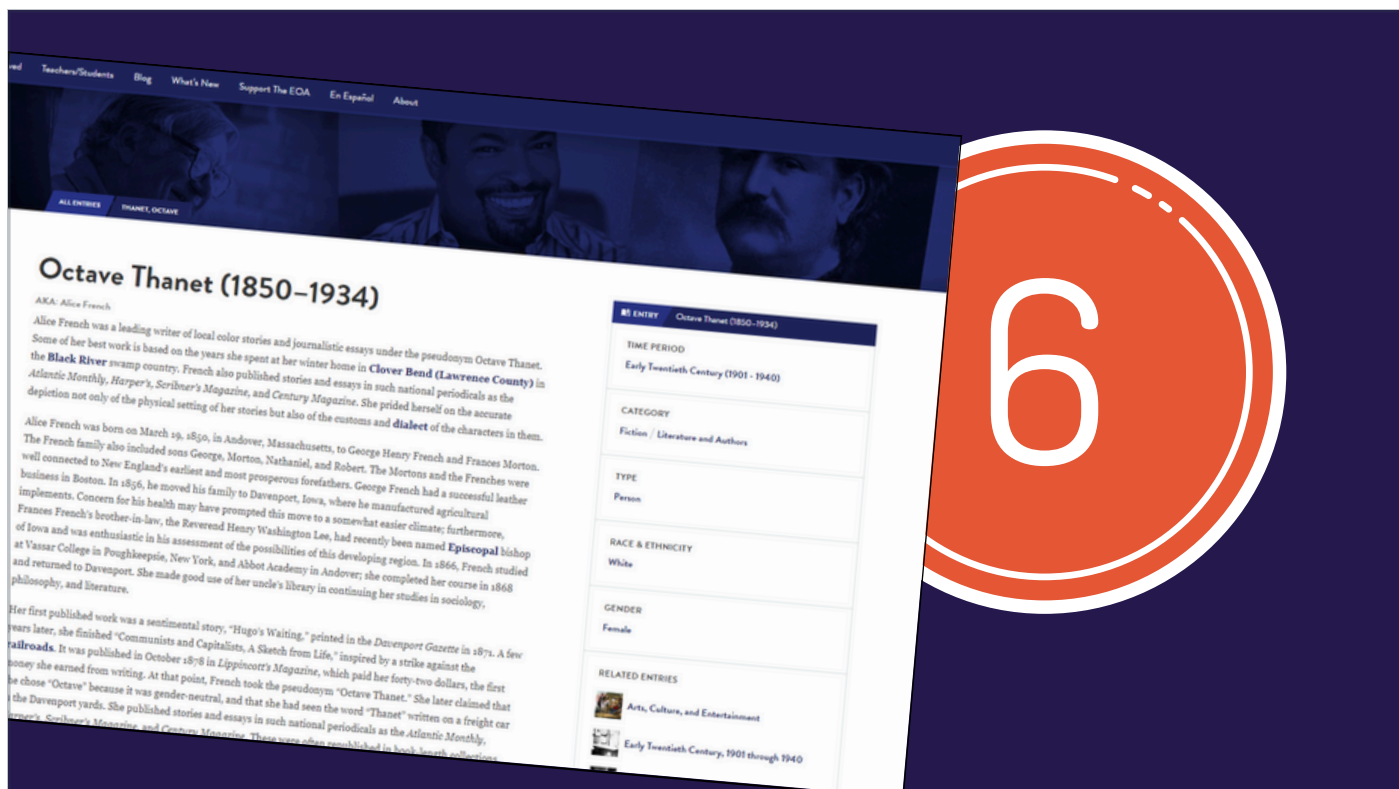 Teachers/Students Blog What's New Support The EOA En Español About
ALL ENTRIES THANET, OCTAVE
Octave Thanet (1850–1934)
AKA: Alice French
Alice French was a leading writer of local color stories and journalistic essays under the pseudonym Octave Thanet.
Some of her best work is based on the years she spent at her winter home in Clover Bend (Lawrence County) in
the Black River swamp country. French also published stories and essays in such national periodicals as the
Atlantic Monthly, Harper's, Scribner's Magazine, and Century Magazine. She prided herself on the accurate
depiction not only of the physical setting of her stories but also of the customs and dialect of the characters in them.
Alice French was born on March 19, 1850, in Andover, Massachusetts, to George Henry French and Frances Morton.
The French family also included sons George, Morton, Nathaniel, and Robert. The Mortons and the Frenches were
well connected to New England's earliest and most prosperous forefathers. George French had a successful leather
business in Boston. In 1856, he moved his family to Davenport, Iowa, where he manufactured agricultural
implements. Concern for his health may have prompted this move to a somewhat easier climate; furthermore,
Frances French's brother-in-law, the Reverend Henry Washington Lee, had recently been named Episcopal bishop
of Iowa and was enthusiastic in his assessment of the possibilities of this developing region. In 1866, French studied
at Vassar College in Poughkeepsie, New York, and Abbot Academy in Andover; she completed her course in 1868
and returned to Davenport. She made good use of her uncle's library in continuing her studies in sociology,
philosophy, and literature.
Her first published work was a sentimental story, "Hugo's Waiting," printed in the Davenport Gazette in 1871. A few
years later, she finished "Communists and Capitalists, A Sketch from Life," inspired by a strike against the
railroads. It was published in October 1878 in Lippincott's Magazine, which paid her forty-two dollars, the first
money she earned from writing. At that point, French took the pseudonym "Octave Thanet." She later claimed that
he chose "Octave" because it was gender-neutral, and that she had seen the word "Thanet" written on a freight car
the Davenport yards. She published stories and essays in such national periodicals as the Atlantic Monthly,
arper's, Scribner's Magazine, and Century Magazine. These were often republished in book-length collections
ENTRY Octave Thanet (1850–1934)
TIME PERIOD
Early Twentieth Century (1901 - 1940)
CATEGORY
Fiction / Literature and Authors
TYPE
Person
RACE & ETHNICITY
White
GENDER
Female
RELATED ENTRIES
Arts, Culture, and Entertainment
Early Twentieth Century, 1901 through 1940
6